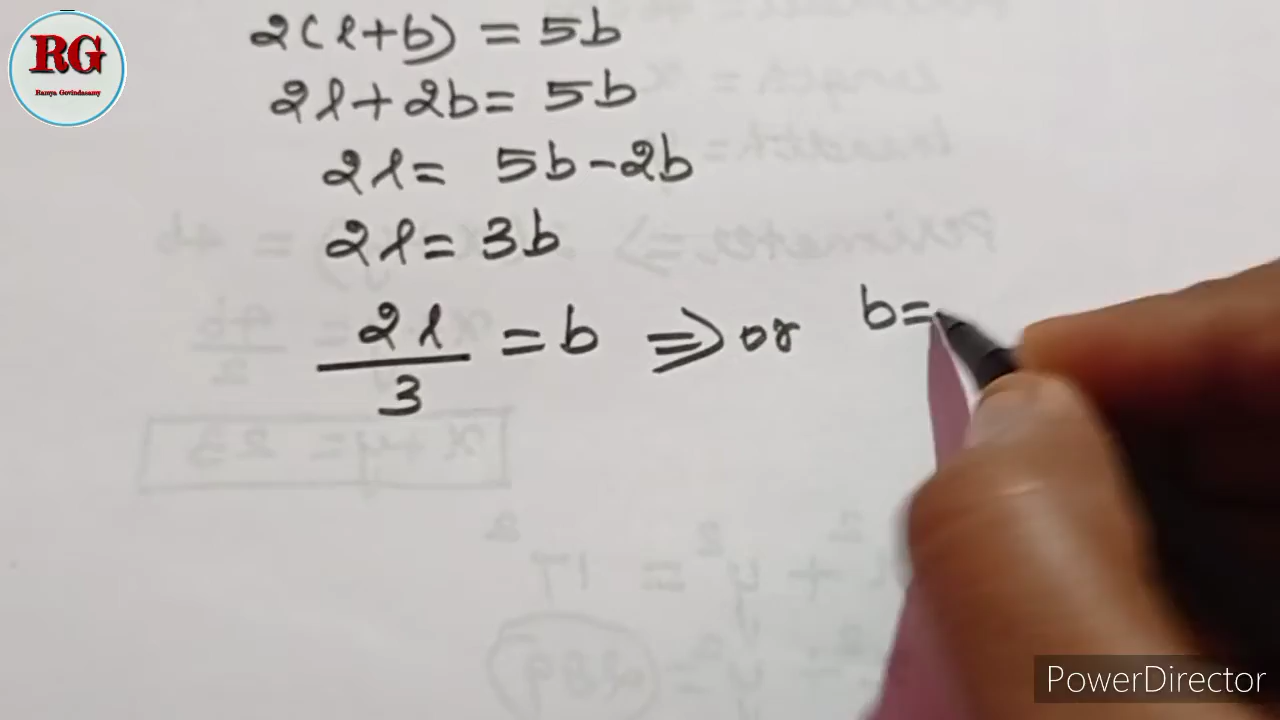 RG
Ramya Govindasamy
2(l+b) = 5b
2l+2b= 5b
2l= 5b-2b
2l= 3b
2l/3 = b ⇒ or b=
PowerDirector